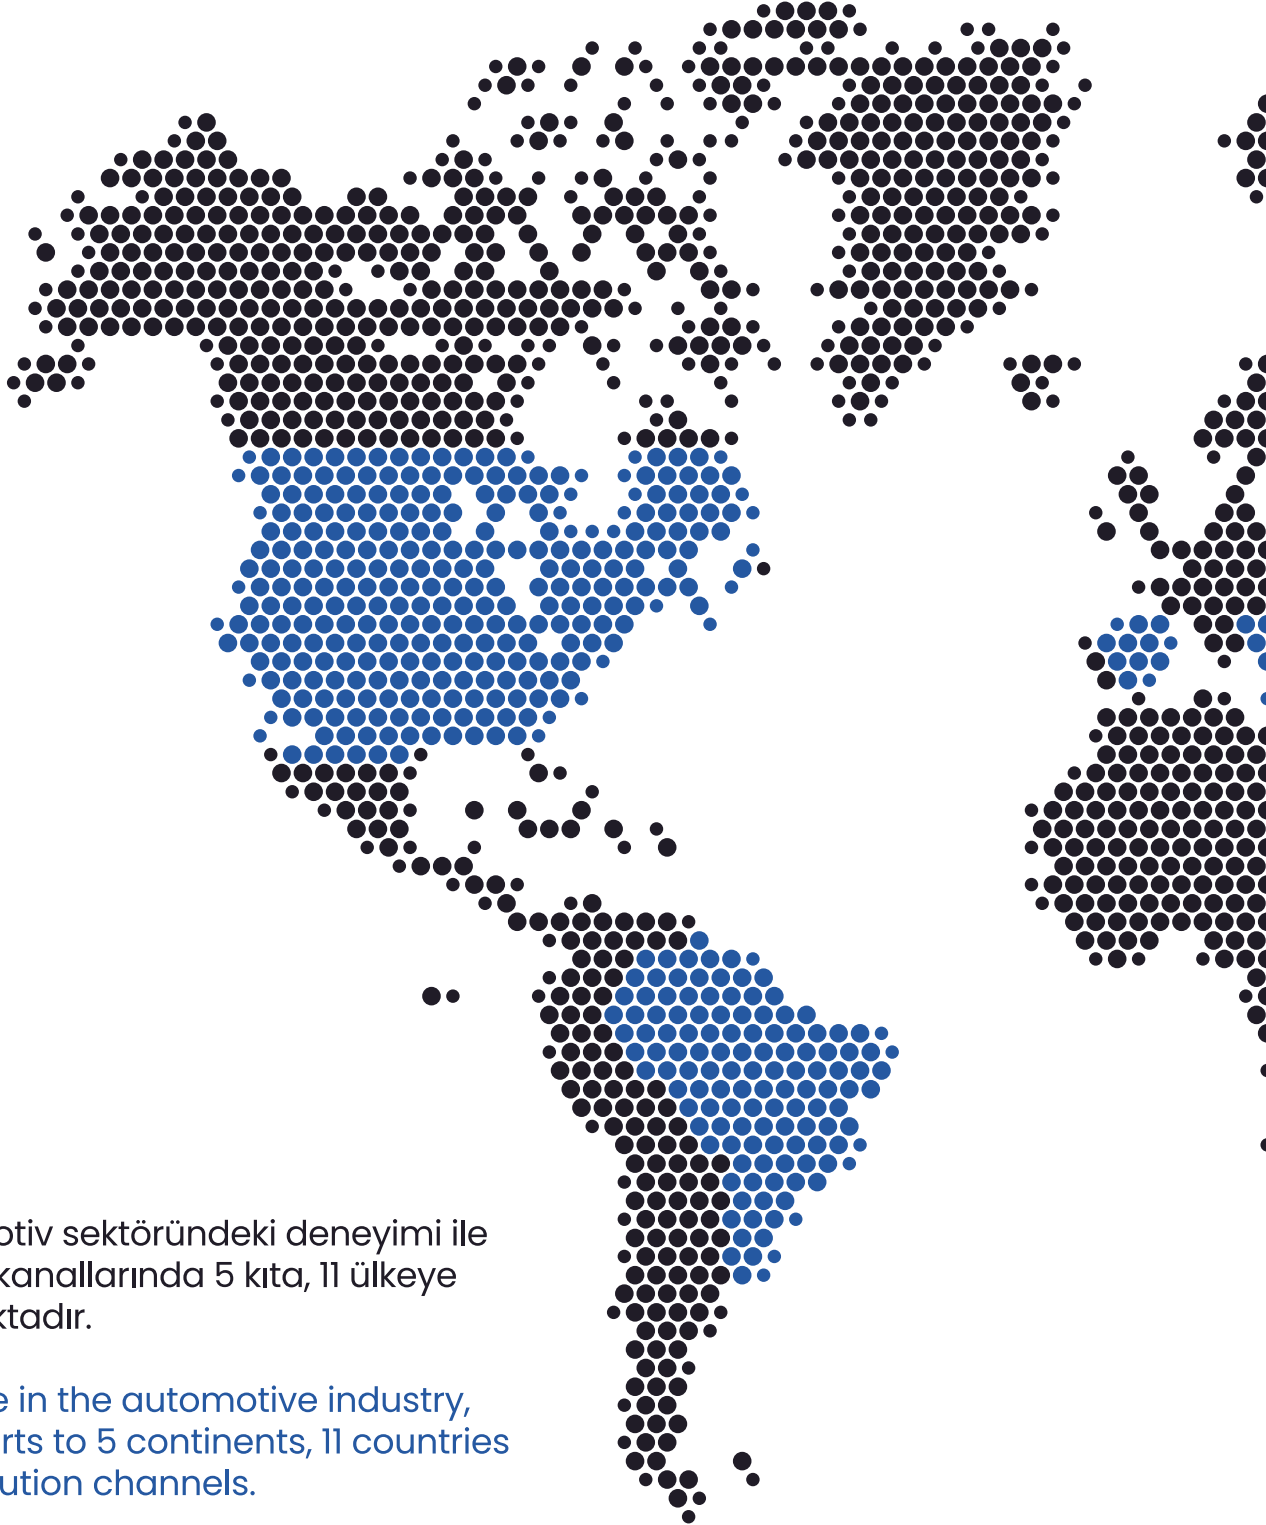 otiv sektöründeki deneyimi ile
kanallarında 5 kıta, 11 ülkeye
ktadır.
e in the automotive industry,
rts to 5 continents, 11 countries
ution channels.